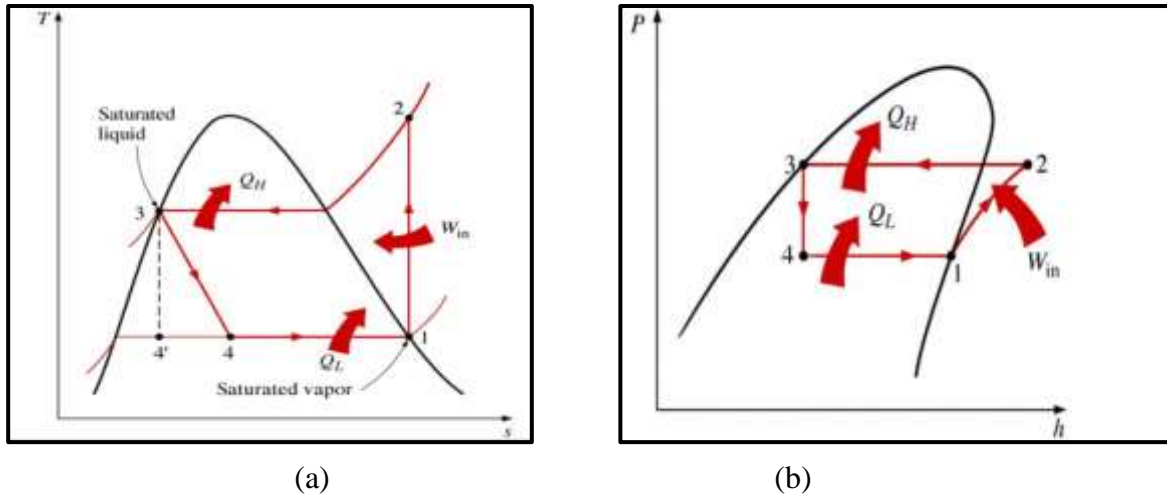 T
Saturated
liquid
2
3
Q_H
W_in
4'
4
Q_L
1
Saturated vapor
s
P
Q_H
3
2
Q_L
4
1
W_in
h
(a)
(b)